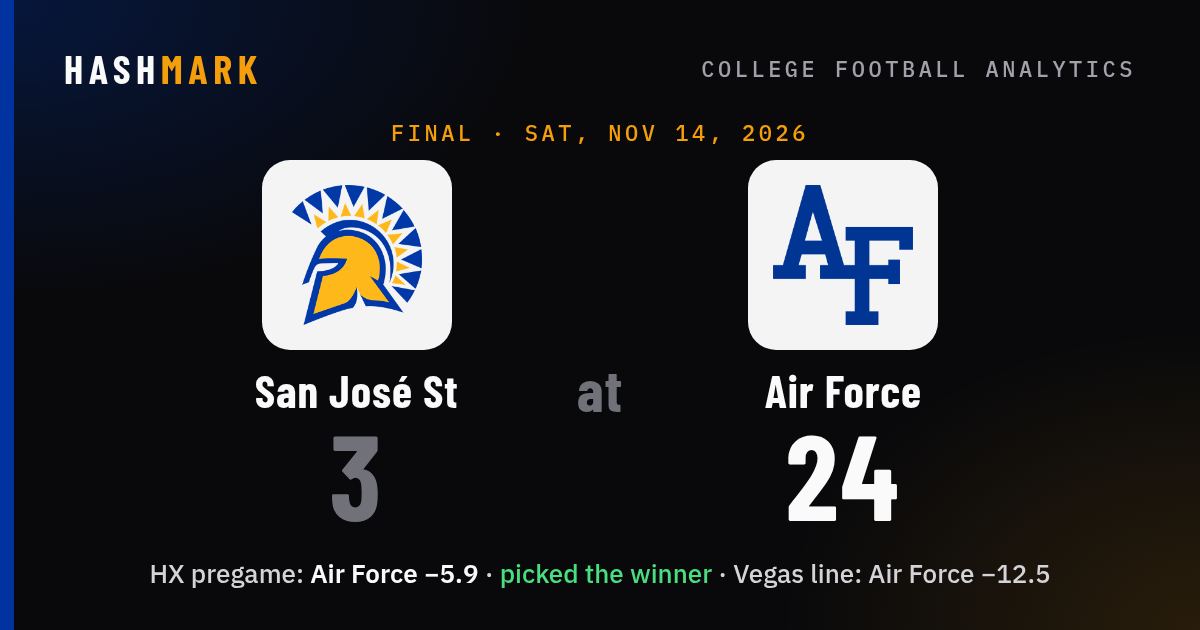 HASHMARK
COLLEGE FOOTBALL ANALYTICS
FINAL · SAT, NOV 14, 2026
AF
San José St at Air Force
3 24
HX pregame: Air Force −5.9 · picked the winner · Vegas line: Air Force −12.5